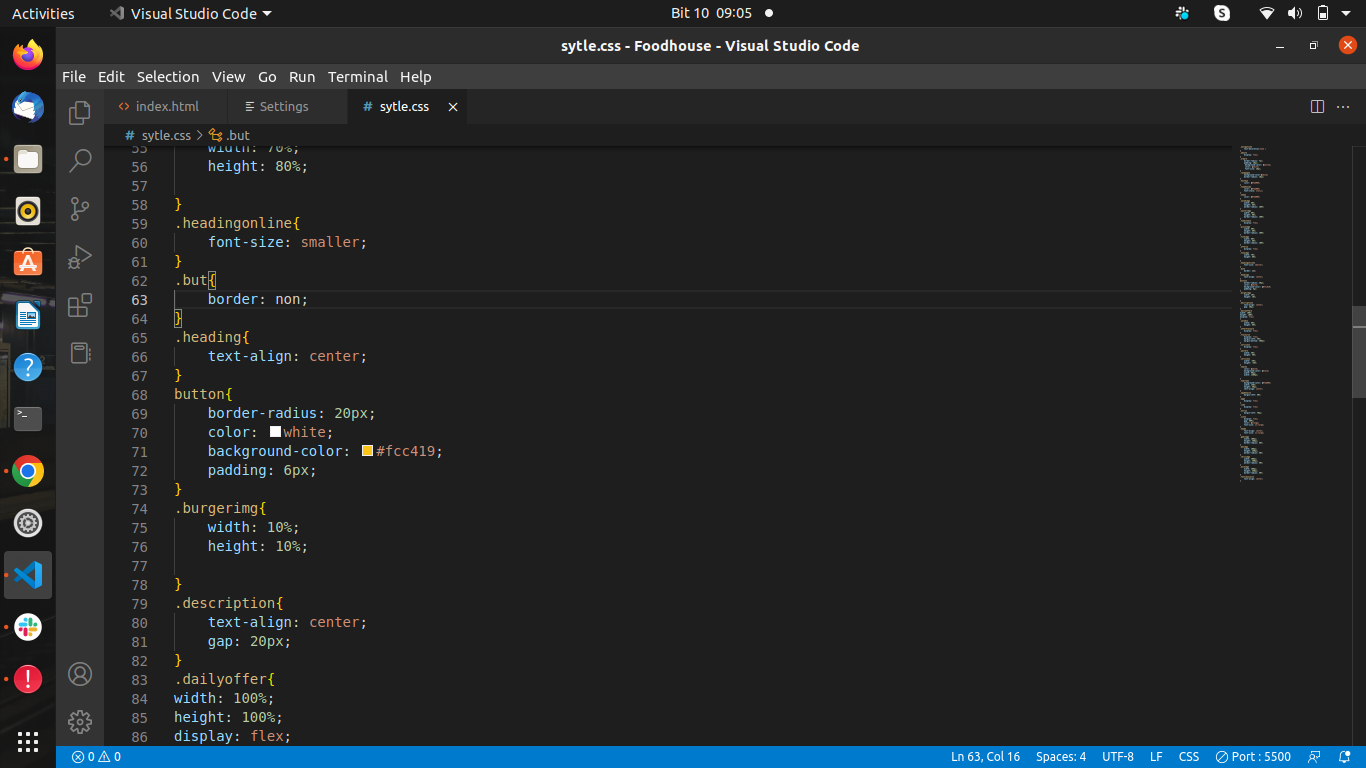 Activities
Visual Studio Code
Bit 10 09:05
sytle.css - Foodhouse - Visual Studio Code
File Edit Selection View Go Run Terminal Help
index.html
Settings
# sytle.css
# sytle.css > .but
55 width: 70%;
56 height: 80%;
57
58 }
59 .headingonline{
60 font-size: smaller;
61 }
62 .but{
63 border: non;
64 }
65 .heading{
66 text-align: center;
67 }
68 button{
69 border-radius: 20px;
70 color: white;
71 background-color: #fcc419;
72 padding: 6px;
73 }
74 .burgerimg{
75 width: 10%;
76 height: 10%;
77
78 }
79 .description{
80 text-align: center;
81 gap: 20px;
82 }
83 .dailyoffer{
84 width: 100%;
85 height: 100%;
86 display: flex;
0 0
Ln 63, Col 16
Spaces: 4
UTF-8
LF
CSS
Port : 5500